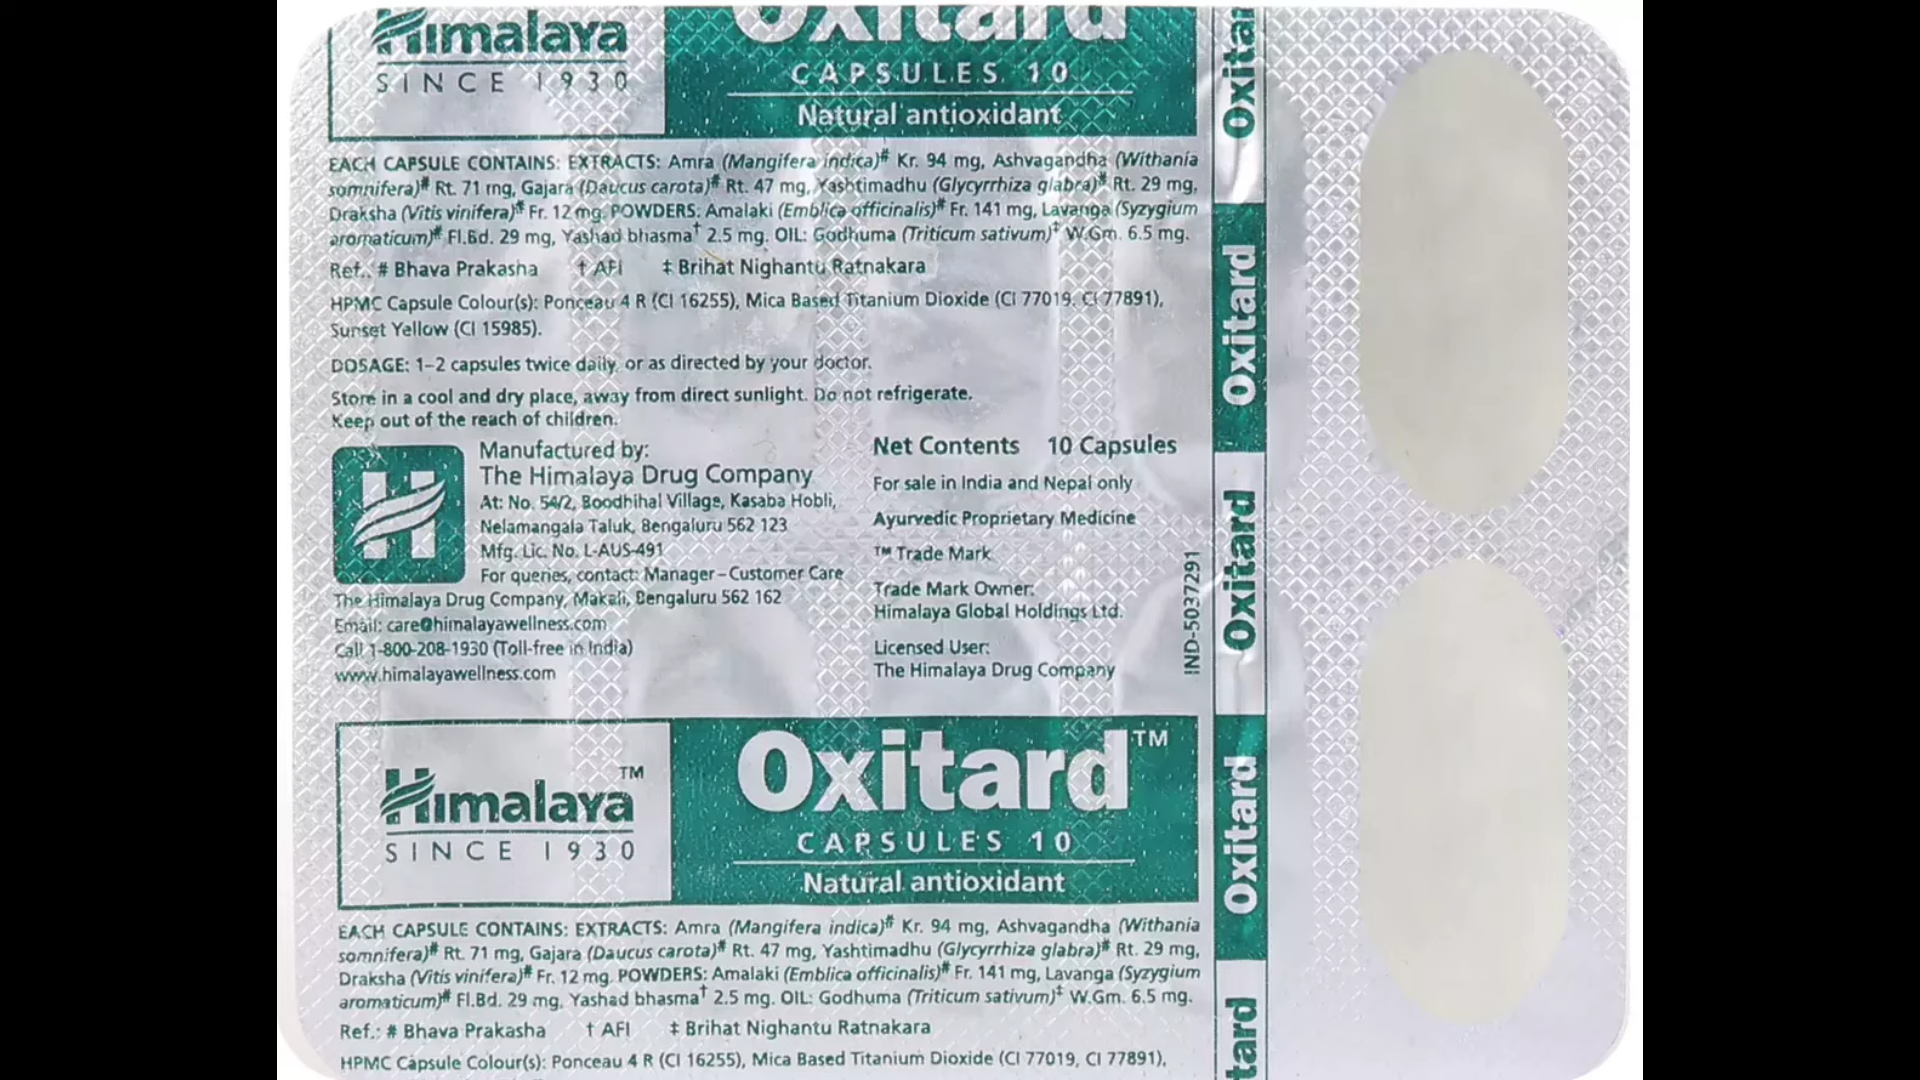 Himalaya
SINCE 1930
Oxitard
CAPSULES 10
Natural antioxidant
EACH CAPSULE CONTAINS: EXTRACTS: Amra (Mangifera indica)# Kr. 94 mg, Ashvagandha (Withania
somnifera)# Rt. 71 mg, Gajara (Daucus carota)# Rt. 47 mg, Yashtimadhu (Glycyrrhiza glabra)# Rt. 29 mg,
Draksha (Vitis vinifera)# Fr. 12 mg. POWDERS: Amalaki (Emblica officinalis)# Fr. 141 mg, Lavanga (Syzygium
aromaticum)# Fl.Bd. 29 mg, Yashad bhasma† 2.5 mg. OIL: Godhuma (Triticum sativum)‡ W.Gm. 6.5 mg.
Ref.: # Bhava Prakasha † AFI ‡ Brihat Nighantu Ratnakara
HPMC Capsule Colour(s): Ponceau 4 R (CI 16255), Mica Based Titanium Dioxide (CI 77019, CI 77891),
Sunset Yellow (CI 15985).
DOSAGE: 1–2 capsules twice daily, or as directed by your doctor.
Store in a cool and dry place, away from direct sunlight. Do not refrigerate.
Keep out of the reach of children.
Manufactured by:
The Himalaya Drug Company
At: No. 54/2, Boodhihal Village, Kasaba Hobli,
Nelamangala Taluk, Bengaluru 562 123
Mfg. Lic. No. L-AUS-491
For queries, contact: Manager–Customer Care
The Himalaya Drug Company, Makali, Bengaluru 562 162
Email: care@himalayawellness.com
Call 1-800-208-1930 (Toll-free in India)
www.himalayawellness.com
Net Contents 10 Capsules
For sale in India and Nepal only
Ayurvedic Proprietary Medicine
™ Trade Mark
Trade Mark Owner:
Himalaya Global Holdings Ltd.
Licensed User:
The Himalaya Drug Company
IND-5037291
Himalaya™
SINCE 1930
Oxitard™
CAPSULES 10
Natural antioxidant
EACH CAPSULE CONTAINS: EXTRACTS: Amra (Mangifera indica)# Kr. 94 mg, Ashvagandha (Withania
somnifera)# Rt. 71 mg, Gajara (Daucus carota)# Rt. 47 mg, Yashtimadhu (Glycyrrhiza glabra)# Rt. 29 mg,
Draksha (Vitis vinifera)# Fr. 12 mg. POWDERS: Amalaki (Emblica officinalis)# Fr. 141 mg, Lavanga (Syzygium
aromaticum)# Fl.Bd. 29 mg, Yashad bhasma† 2.5 mg. OIL: Godhuma (Triticum sativum)‡ W.Gm. 6.5 mg.
Ref.: # Bhava Prakasha † AFI ‡ Brihat Nighantu Ratnakara
HPMC Capsule Colour(s): Ponceau 4 R (CI 16255), Mica Based Titanium Dioxide (CI 77019, CI 77891),
Oxitar
Oxitard
Oxitard
Oxitard
tard